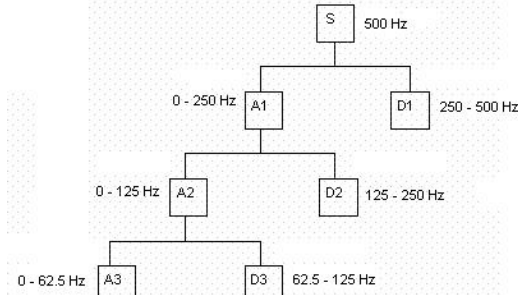 S
500 Hz
0 - 250 Hz
A1
D1
250 - 500 Hz
0 - 125 Hz
A2
D2
125 - 250 Hz
0 - 62.5 Hz
A3
D3
62.5 - 125 Hz